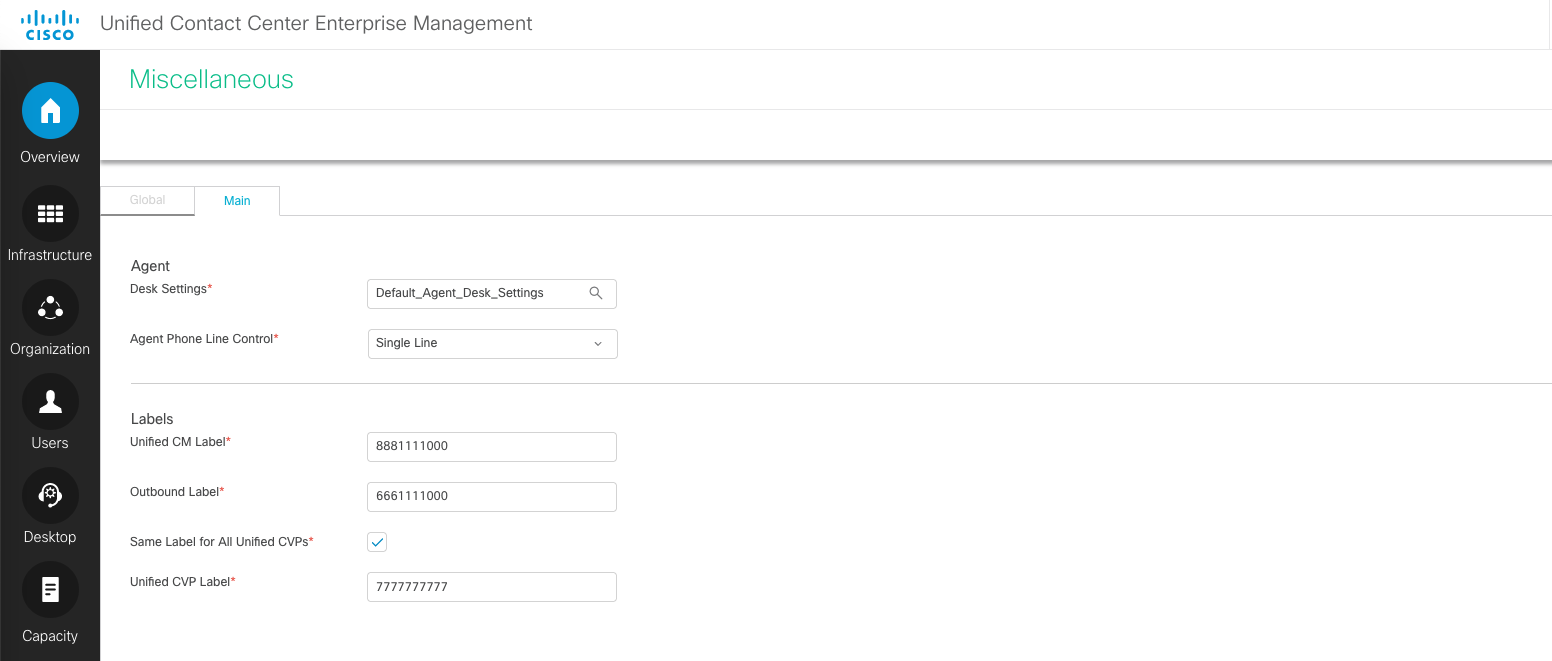 CISCO
Unified Contact Center Enterprise Management
Miscellaneous
Overview
Infrastructure
Organization
Users
Desktop
Capacity
Global
Main
Agent
Desk Settings*
Default_Agent_Desk_Settings
Agent Phone Line Control*
Single Line
Labels
Unified CM Label*
8881111000
Outbound Label*
6661111000
Same Label for All Unified CVPs*
Unified CVP Label*
7777777777